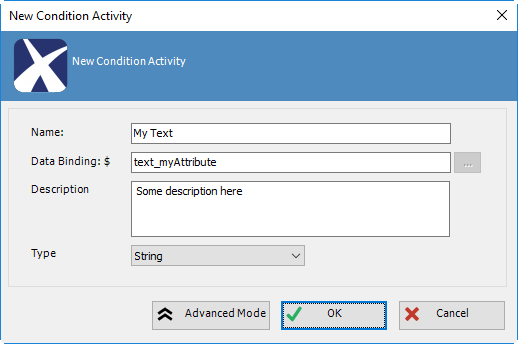 New Condition Activity
New Condition Activity
Name: My Text
Data Binding: $ text_myAttribute ...
Description Some description here
Type String
Advanced Mode OK Cancel